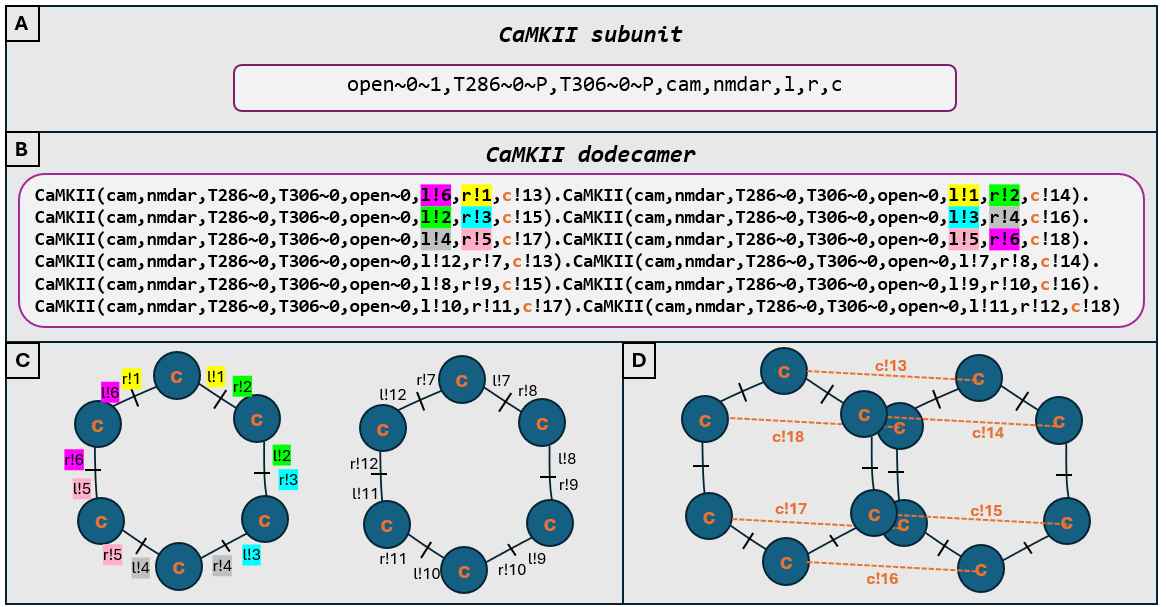 A
CaMKII subunit
open~0~1,T286~0~P,T306~0~P,cam,nmdar,l,r,c
B
CaMKII dodecamer
CaMKII(cam,nmdar,T286~0,T306~0,open~0,l!6,r!1,c!13).CaMKII(cam,nmdar,T286~0,T306~0,open~0,l!1,r!2,c!14).
CaMKII(cam,nmdar,T286~0,T306~0,open~0,l!2,r!3,c!15).CaMKII(cam,nmdar,T286~0,T306~0,open~0,l!3,r!4,c!16).
CaMKII(cam,nmdar,T286~0,T306~0,open~0,l!4,r!5,c!17).CaMKII(cam,nmdar,T286~0,T306~0,open~0,l!5,r!6,c!18).
CaMKII(cam,nmdar,T286~0,T306~0,open~0,l!12,r!7,c!13).CaMKII(cam,nmdar,T286~0,T306~0,open~0,l!7,r!8,c!14).
CaMKII(cam,nmdar,T286~0,T306~0,open~0,l!8,r!9,c!15).CaMKII(cam,nmdar,T286~0,T306~0,open~0,l!9,r!10,c!16).
CaMKII(cam,nmdar,T286~0,T306~0,open~0,l!10,r!11,c!17).CaMKII(cam,nmdar,T286~0,T306~0,open~0,l!11,r!12,c!18)
C
r!1
c
l!1
l!6
r!2
c
c
r!6
l!2
l!5
r!3
c
c
r!5
l!3
l!4
r!4
c
r!7
c
l!7
l!12
r!8
c
c
r!12
l!8
l!11
r!9
c
c
r!11
l!9
l!10
r!10
c
D
c
c!13
c
c
c
c
c
c!18
c!14
c
c!17
c!15
c
c
c
c
c!16
c
c